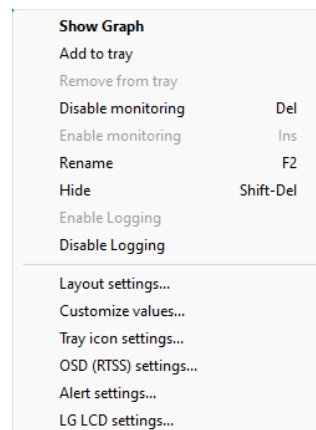 Show Graph
Add to tray
Remove from tray
Disable monitoring Del
Enable monitoring Ins
Rename F2
Hide Shift-Del
Enable Logging
Disable Logging
Layout settings...
Customize values...
Tray icon settings...
OSD (RTSS) settings...
Alert settings...
LG LCD settings...